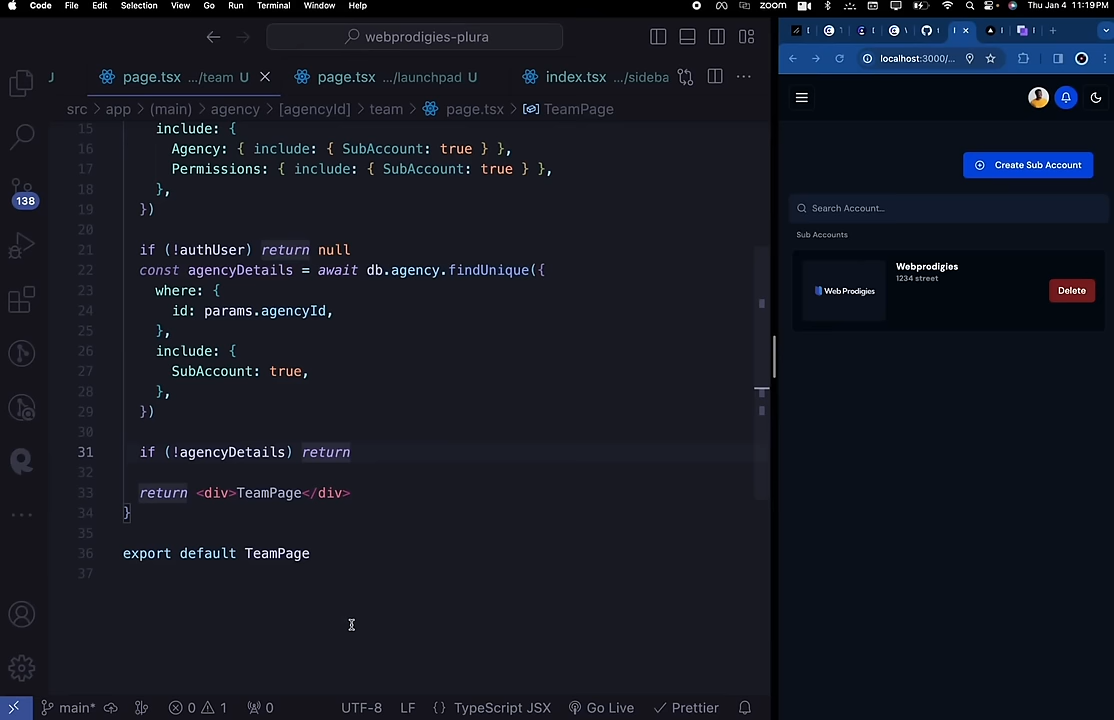 Code File Edit Selection View Go Run Terminal Window Help zoom Thu Jan 4 11:19 PM
webprodigies-plura
page.tsx .../team U page.tsx .../launchpad U index.tsx .../sideba
src > app > (main) > agency > [agencyId] > team > page.tsx > TeamPage
15 include: {
16 Agency: { include: { SubAccount: true } },
17 Permissions: { include: { SubAccount: true } },
18 },
19 })
20
21 if (!authUser) return null
22 const agencyDetails = await db.agency.findUnique({
23 where: {
24 id: params.agencyId,
25 },
26 include: {
27 SubAccount: true,
28 },
29 })
30
31 if (!agencyDetails) return
32
33 return <div>TeamPage</div>
34 }
35
36 export default TeamPage
37
138
main* 0 1 0 UTF-8 LF {} TypeScript JSX Go Live Prettier
localhost:3000/...
Create Sub Account
Search Account...
Sub Accounts
Webprodigies
1234 street
Web Prodigies
Delete